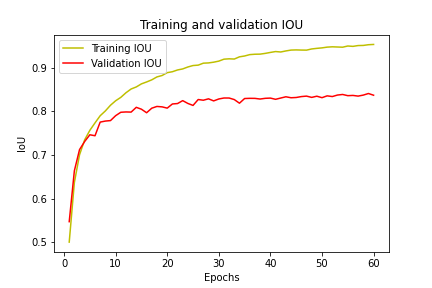 Training and validation IOU
Training IOU
Validation IOU
IoU
0.9
0.8
0.7
0.6
0.5
0 10 20 30 40 50 60
Epochs